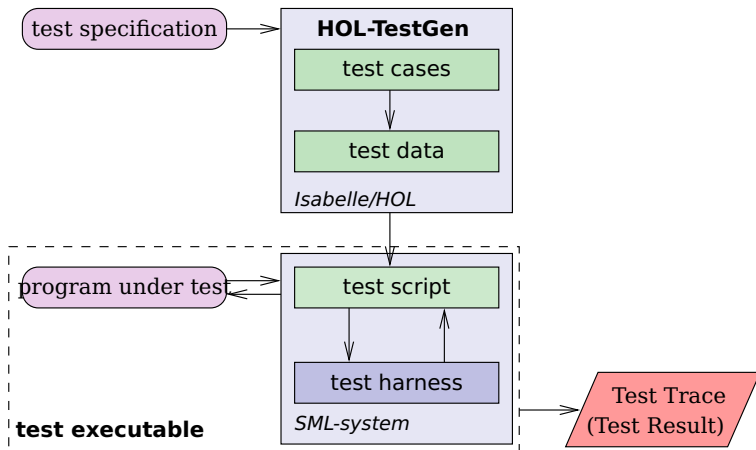 test specification
HOL-TestGen
test cases
test data
Isabelle/HOL
program under test
test script
test harness
SML-system
test executable
Test Trace
(Test Result)